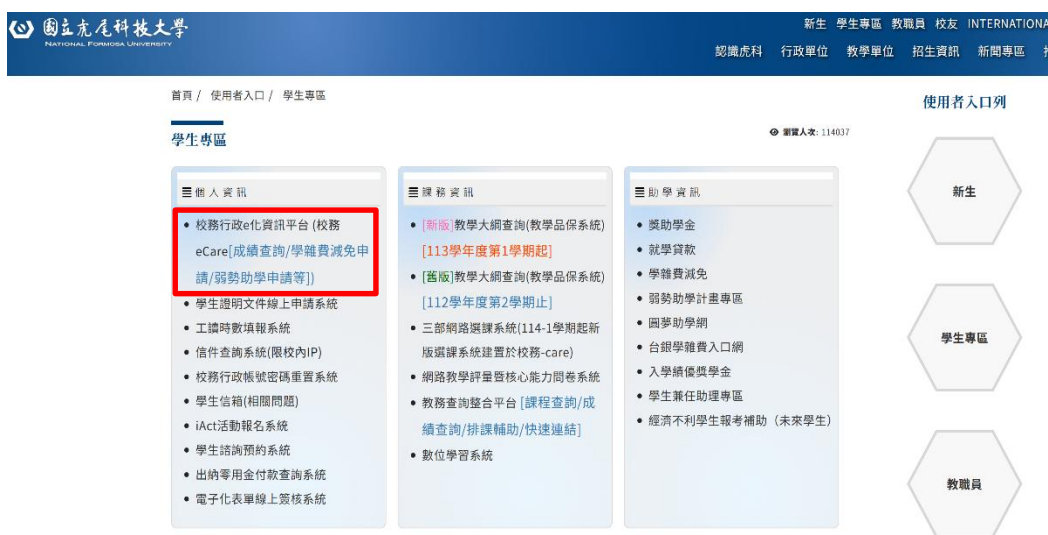 國立虎尾科技大學
NATIONAL FORMOSA UNIVERSITY
新生 學生專區 教職員 校友 INTERNATIONA
認識虎科 行政單位 教學單位 招生資訊 新聞專區
首頁 / 使用者入口 / 學生專區
使用者入口列
學生專區
瀏覽人次: 114037
個人資訊
• 校務行政e化資訊平台 (校務
eCare[成績查詢/學雜費減免申
請/弱勢助學申請等])
• 學生證明文件線上申請系統
• 工讀時數填報系統
• 信件查詢系統(限校內IP)
• 校務行政帳號密碼重置系統
• 學生信箱(相關問題)
• iAct活動報名系統
• 學生諮詢預約系統
• 出納零用金付款查詢系統
• 電子化表單線上簽核系統
課務資訊
• [新版]教學大綱查詢(教學品保系統)
[113學年度第1學期起]
• [舊版]教學大綱查詢(教學品保系統)
[112學年度第2學期止]
• 三部網路選課系統(114-1學期起新
版選課系統建置於校務-care)
• 網路教學評量暨核心能力問卷系統
• 教務查詢整合平台 [課程查詢/成
績查詢/排課輔助/快速連結]
• 數位學習系統
助學資訊
• 獎助學金
• 就學貸款
• 學雜費減免
• 弱勢助學計畫專區
• 圓夢助學網
• 台銀學雜費入口網
• 入學績優獎學金
• 學生兼任助理專區
• 經濟不利學生報考補助（未來學生）
新生
學生專區
教職員